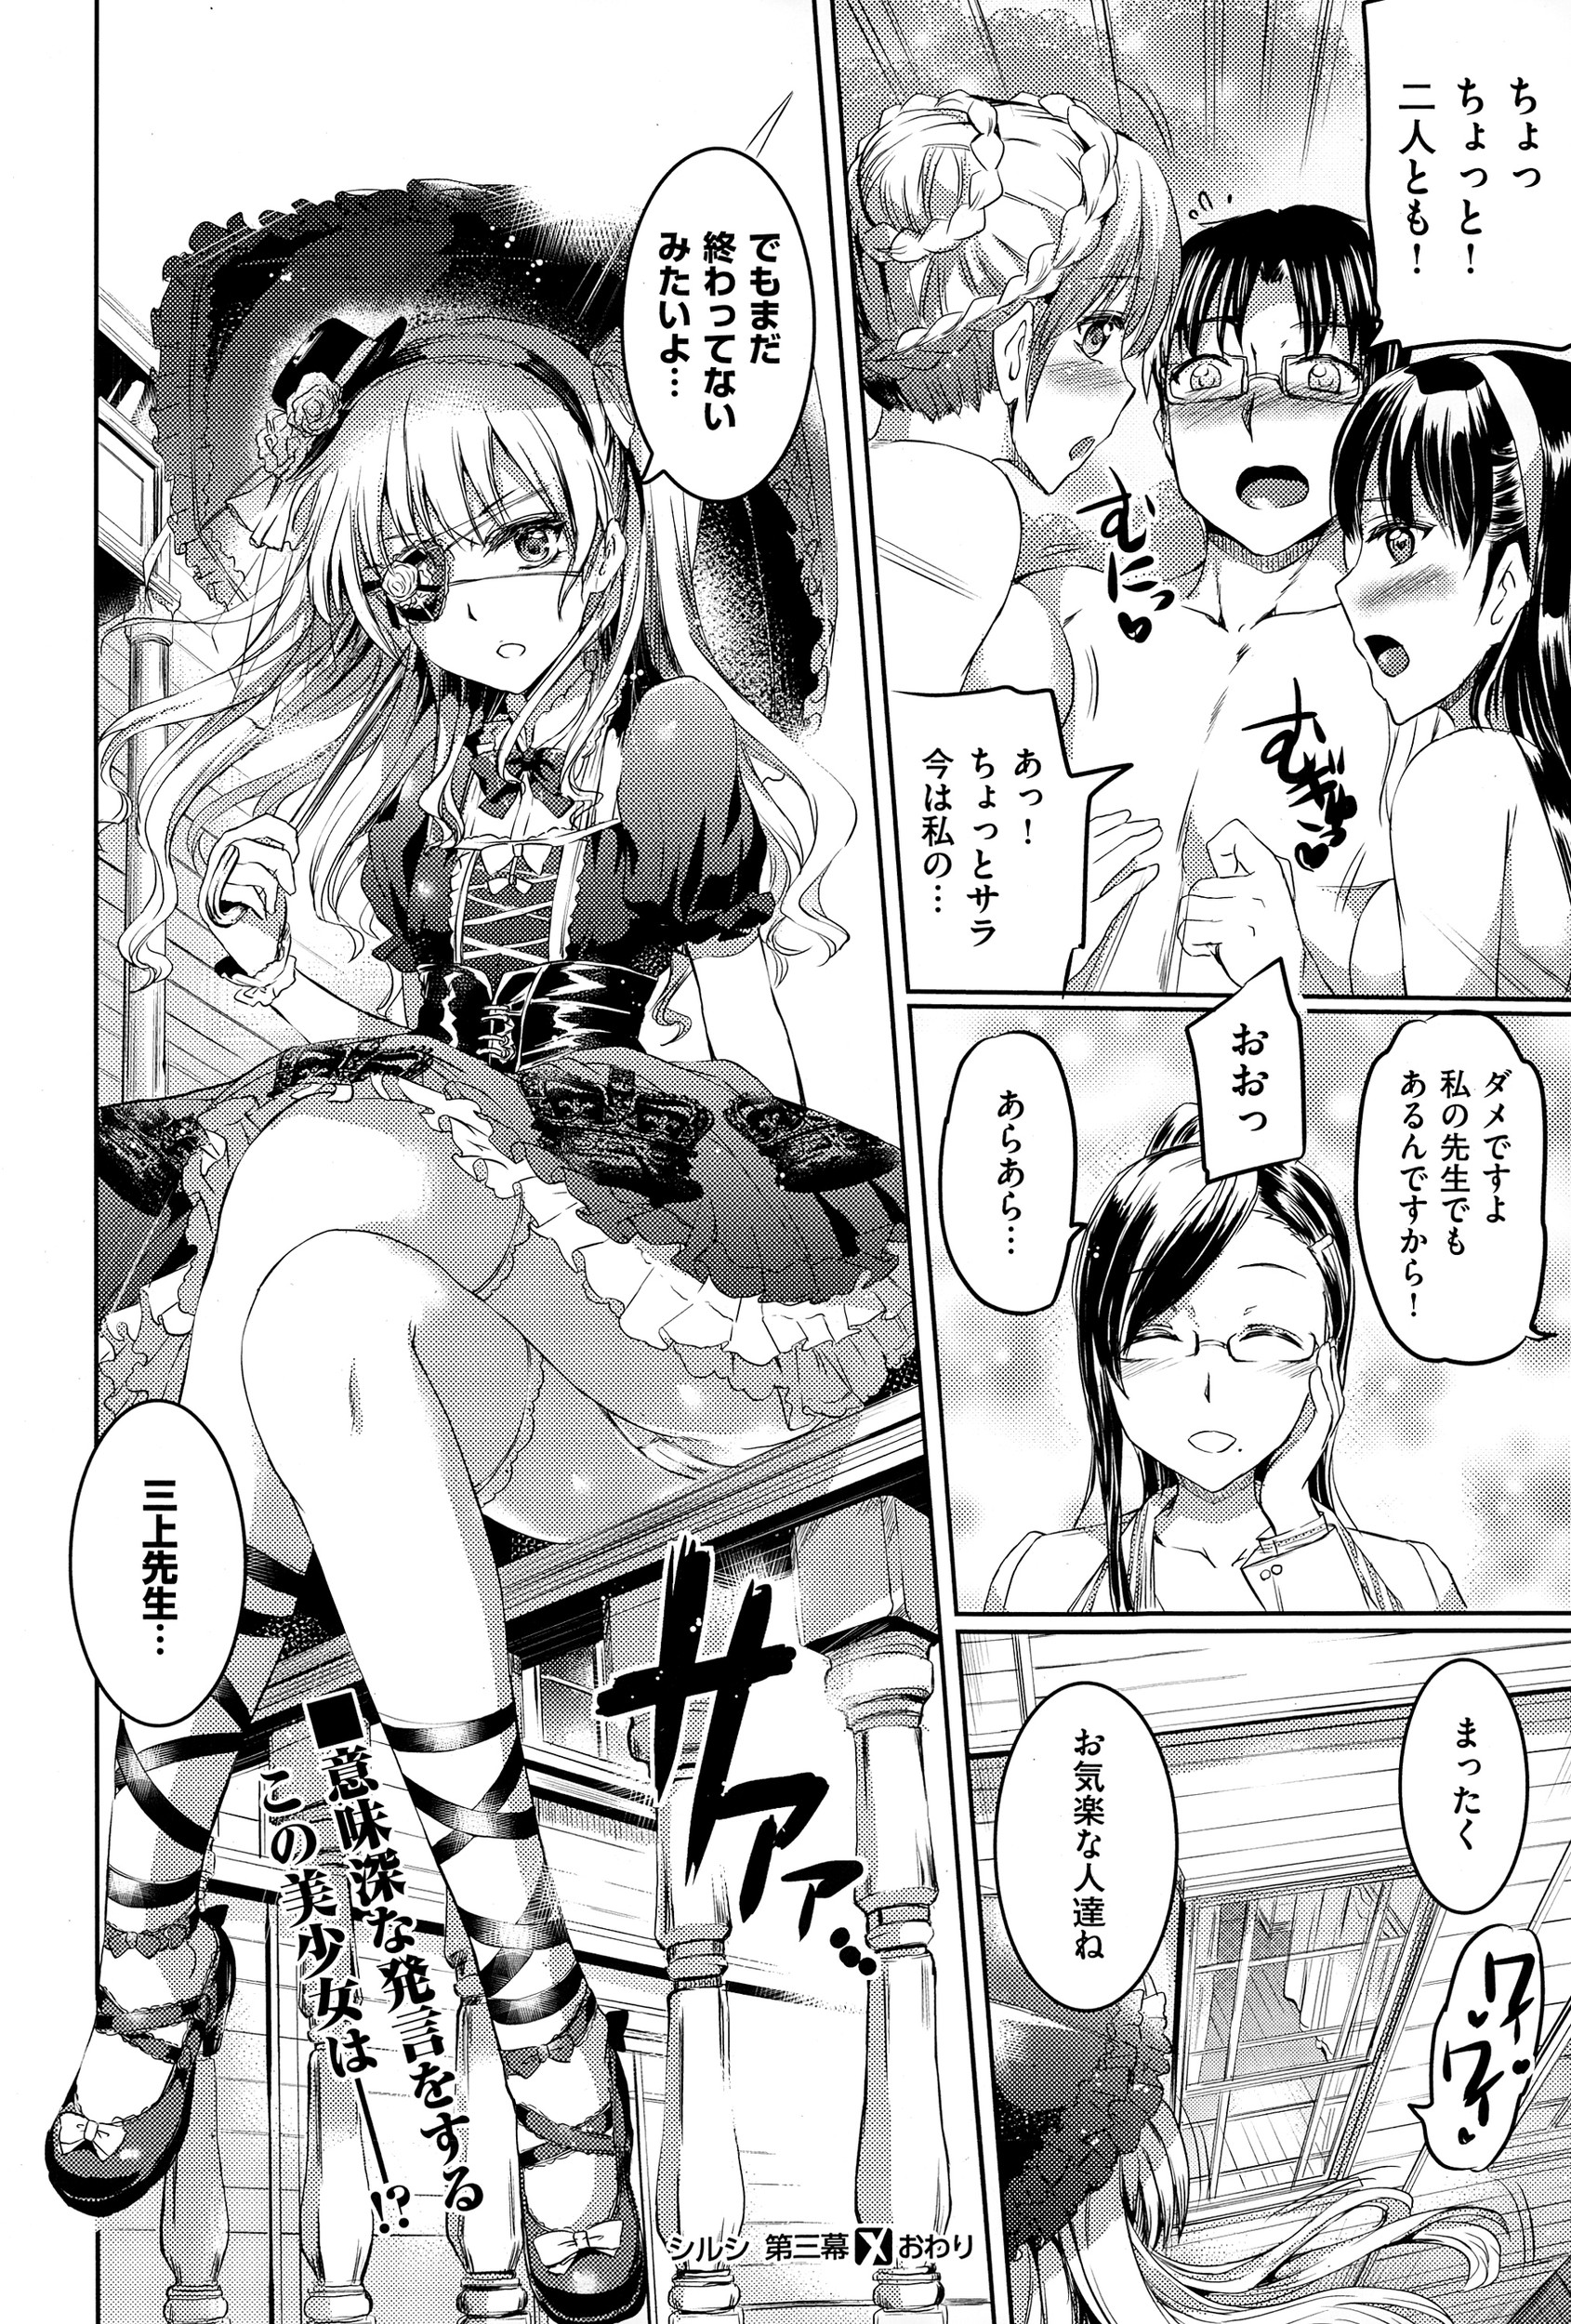 ちょっ
ちょっと！
二人とも！
むにっ
あっ！
ちょっとサラ
今は私の…
ダメですよ
私の先生でも
あるんですから！
おおっ
あらあら…
まったく
ワイ
ワイ
お気楽な人達ね
でもまだ
終わってない
みたいよ…
サアァ…
三上先生…
■意味深な発言をする
この美少女は――!?
シルシ 第三幕 X おわり